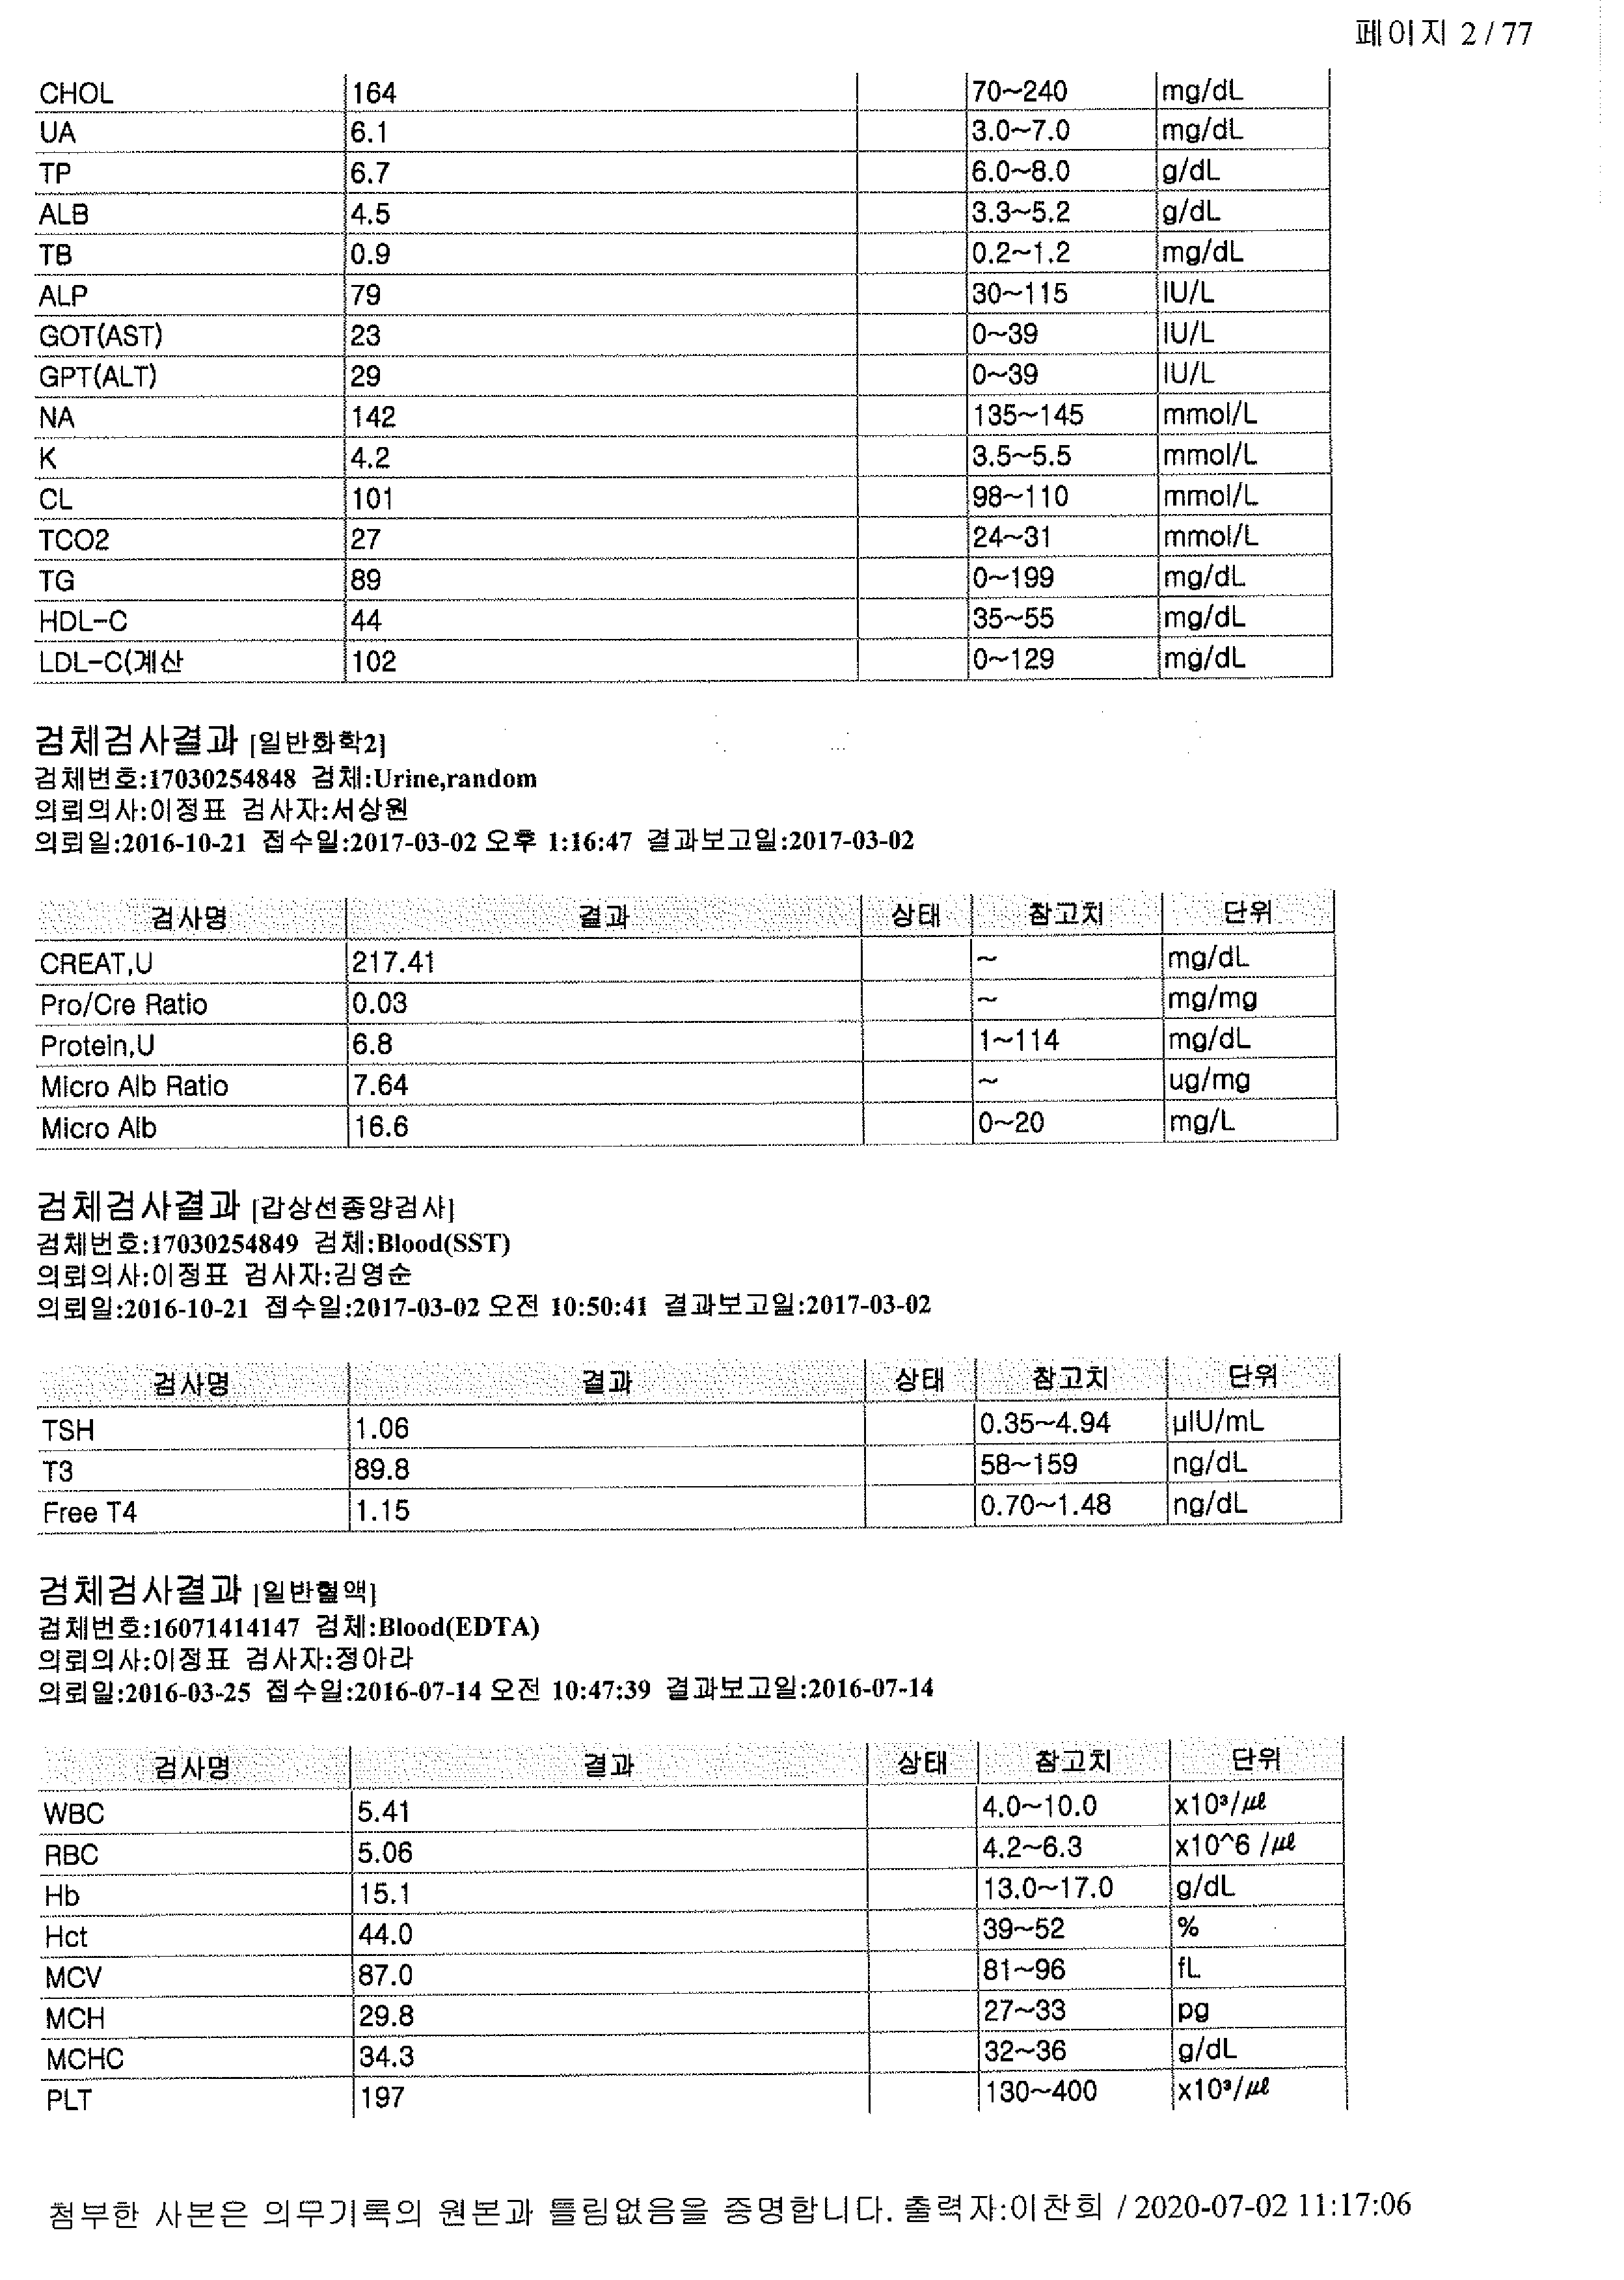 페이지 2 / 77
CHOL 164 70~240 mg/dL
UA 6.1 3.0~7.0 mg/dL
TP 6.7 6.0~8.0 g/dL
ALB 4.5 3.3~5.2 g/dL
TB 0.9 0.2~1.2 mg/dL
ALP 79 30~115 IU/L
GOT(AST) 23 0~39 IU/L
GPT(ALT) 29 0~39 IU/L
NA 142 135~145 mmol/L
K 4.2 3.5~5.5 mmol/L
CL 101 98~110 mmol/L
TCO2 27 24~31 mmol/L
TG 89 0~199 mg/dL
HDL-C 44 35~55 mg/dL
LDL-C(계산 102 0~129 mg/dL
검체검사결과 [일반화학2]
검체번호:17030254848 검체:Urine,random
의뢰의사:이정표 검사자:서상원
의뢰일:2016-10-21 접수일:2017-03-02 오후 1:16:47 결과보고일:2017-03-02
검사명 결과 상태 참고치 단위
CREAT,U 217.41 ~ mg/dL
Pro/Cre Ratio 0.03 ~ mg/mg
Protein,U 6.8 1~114 mg/dL
Micro Alb Ratio 7.64 ~ ug/mg
Micro Alb 16.6 0~20 mg/L
검체검사결과 [갑상선종양검사]
검체번호:17030254849 검체:Blood(SST)
의뢰의사:이정표 검사자:김영순
의뢰일:2016-10-21 접수일:2017-03-02 오전 10:50:41 결과보고일:2017-03-02
검사명 결과 상태 참고치 단위
TSH 1.06 0.35~4.94 μIU/mL
T3 89.8 58~159 ng/dL
Free T4 1.15 0.70~1.48 ng/dL
검체검사결과 [일반혈액]
검체번호:16071414147 검체:Blood(EDTA)
의뢰의사:이정표 검사자:정아라
의뢰일:2016-03-25 접수일:2016-07-14 오전 10:47:39 결과보고일:2016-07-14
검사명 결과 상태 참고치 단위
WBC 5.41 4.0~10.0 x10³/㎕
RBC 5.06 4.2~6.3 x10^6 /㎕
Hb 15.1 13.0~17.0 g/dL
Hct 44.0 39~52 %
MCV 87.0 81~96 fL
MCH 29.8 27~33 pg
MCHC 34.3 32~36 g/dL
PLT 197 130~400 x10³/㎕
첨부한 사본은 의무기록의 원본과 틀림없음을 증명합니다. 출력자:이찬희 / 2020-07-02 11:17:06